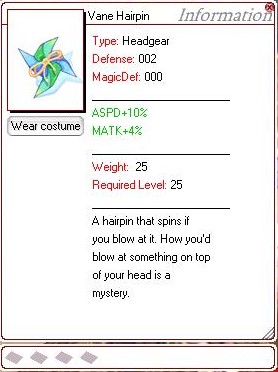 Vane Hairpin
Information
Type: Headgear
Defense: 002
MagicDef: 000
ASPD+10%
MATK+4%
Wear costume
Weight: 25
Required Level: 25
A hairpin that spins if
you blow at it. How you'd
blow at something on top
of your head is a
mystery.